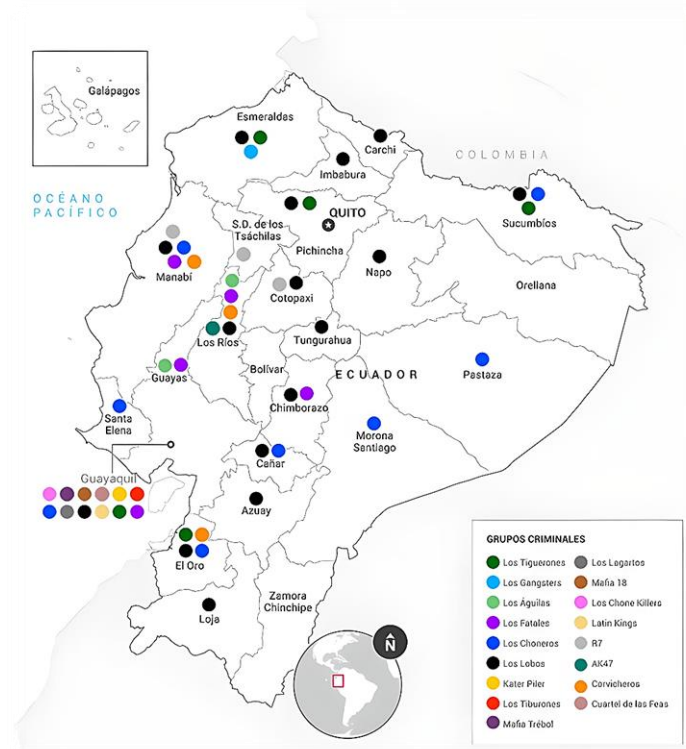 Galápagos
Esmeraldas
Carchi
COLOMBIA
Imbabura
OCÉANO
PACÍFICO
QUITO
S.D. de los
Tsáchilas
Sucumbíos
Pichincha
Manabí
Napo
Orellana
Cotopaxi
Los Ríos
Tungurahua
Bolívar
ECUADOR
Pastaza
Guayas
Chimborazo
Santa
Elena
Morona
Santiago
Cañar
Guayaquil
Azuay
El Oro
Zamora
Chinchipe
Loja
N
GRUPOS CRIMINALES
Los Tiguerones
Los Gangsters
Los Águilas
Los Fatales
Los Choneros
Los Lobos
Kater Piler
Los Tiburones
Mafia Trébol
Los Lagartos
Mafia 18
Los Chone Killers
Latin Kings
R7
AK47
Corvicheros
Cuartel de las Feas